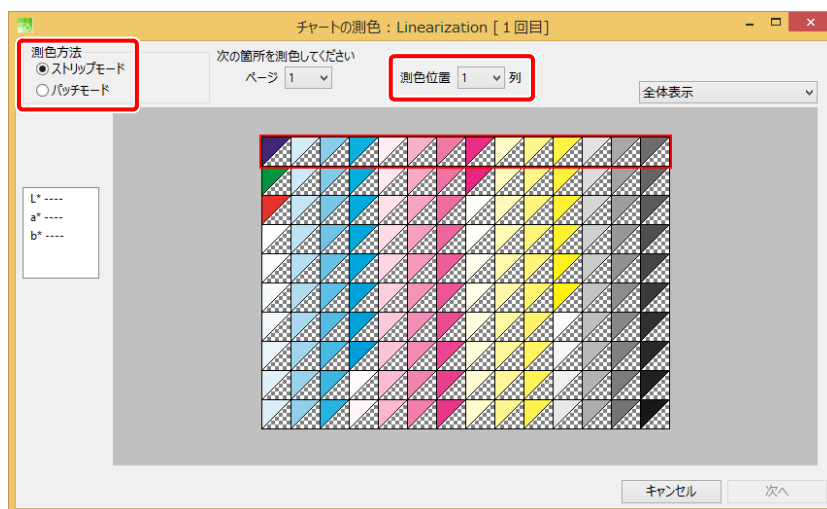 チャートの測色 : Linearization [ 1 回目]
測色方法
ストリップモード
パッチモード
次の箇所を測色してください
ページ 1
測色位置 1 列
全体表示
L* ----
a* ----
b* ----
キャンセル
次へ